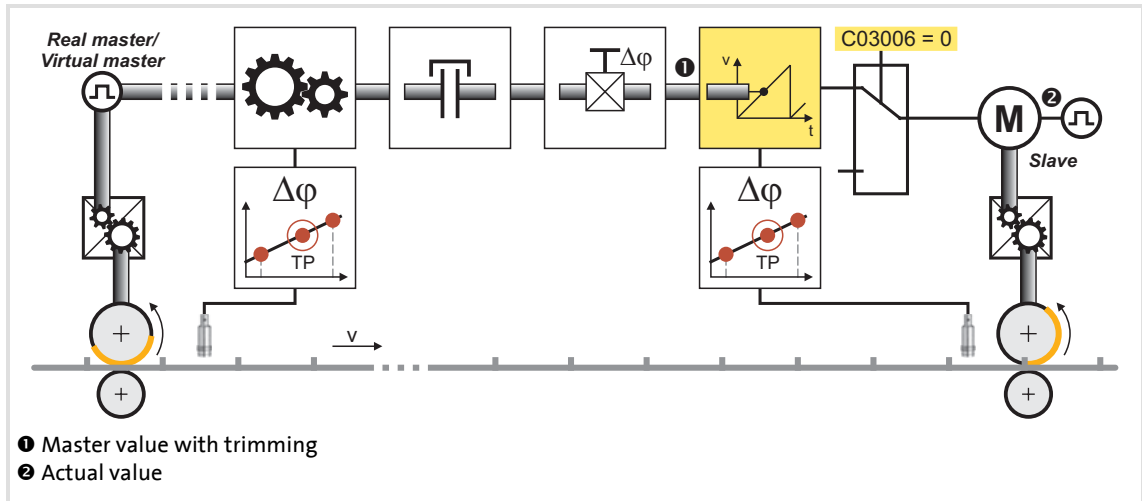 Real master/
Virtual master
Δφ
❶
v
t
C03006 = 0
M
❷
Slave
Δφ
TP
Δφ
TP
v
❶ Master value with trimming
❷ Actual value